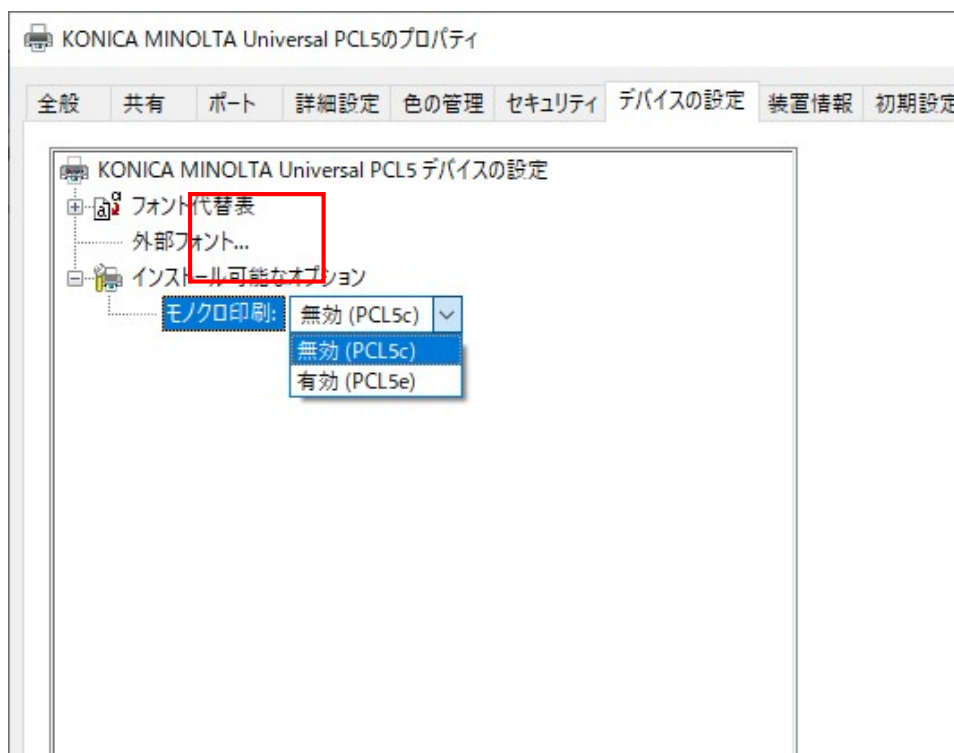 KONICA MINOLTA Universal PCL5のプロパティ
全般 共有 ポート 詳細設定 色の管理 セキュリティ デバイスの設定 装置情報 初期設定
KONICA MINOLTA Universal PCL5 デバイスの設定
フォント代替表
外部フォント...
インストール可能なオプション
モノクロ印刷: 無効 (PCL5c)
無効 (PCL5c)
有効 (PCL5e)